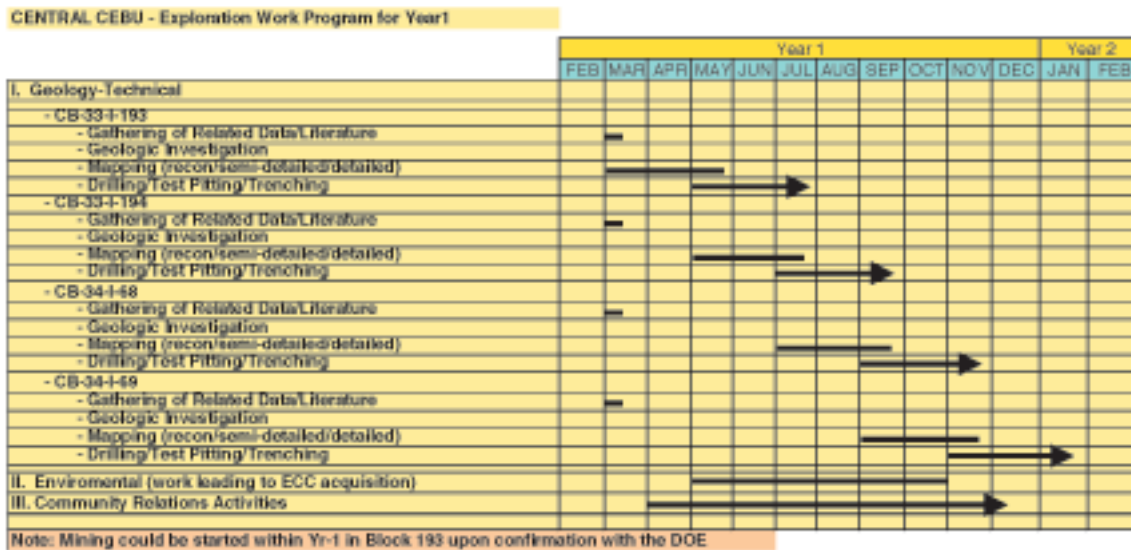 CENTRAL CEBU - Exploration Work Program for Year1
Year 1 Year 2
FEB MAR APR MAY JUN JUL AUG SEP OCT NOV DEC JAN FEB
I. Geology-Technical
- CB-33-I-193
- Gathering of Related Data/Literature
- Geologic Investigation
- Mapping (recon/semi-detailed/detailed)
- Drilling/Test Pitting/Trenching
- CB-33-I-194
- Gathering of Related Data/Literature
- Geologic Investigation
- Mapping (recon/semi-detailed/detailed)
- Drilling/Test Pitting/Trenching
- CB-34-I-68
- Gathering of Related Data/Literature
- Geologic Investigation
- Mapping (recon/semi-detailed/detailed)
- Drilling/Test Pitting/Trenching
- CB-34-I-69
- Gathering of Related Data/Literature
- Geologic Investigation
- Mapping (recon/semi-detailed/detailed)
- Drilling/Test Pitting/Trenching
II. Enviromental (work leading to ECC acquisition)
III. Community Relations Activities
Note: Mining could be started within Yr-1 in Block 193 upon confirmation with the DOE